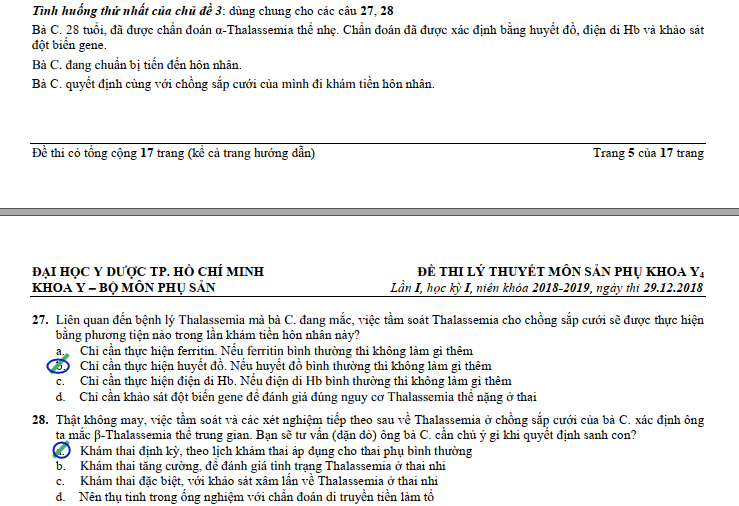 Tình huống thứ nhất của chủ đề 3: dùng chung cho các câu 27, 28
Bà C. 28 tuổi, đã được chẩn đoán α-Thalassemia thể nhẹ. Chẩn đoán đã được xác định bằng huyết đồ, điện di Hb và khảo sát
đột biến gene.
Bà C. đang chuẩn bị tiến đến hôn nhân.
Bà C. quyết định cùng với chồng sắp cưới của mình đi khám tiền hôn nhân.
Đề thi có tổng cộng 17 trang (kể cả trang hướng dẫn) Trang 5 của 17 trang
ĐẠI HỌC Y DƯỢC TP. HỒ CHÍ MINH ĐỀ THI LÝ THUYẾT MÔN SẢN PHỤ KHOA Y4
KHOA Y – BỘ MÔN PHỤ SẢN Lần I, học kỳ I, niên khóa 2018-2019, ngày thi 29.12.2018
27. Liên quan đến bệnh lý Thalassemia mà bà C. đang mắc, việc tầm soát Thalassemia cho chồng sắp cưới sẽ được thực hiện
bằng phương tiện nào trong lần khám tiền hôn nhân này?
a. Chỉ cần thực hiện ferritin. Nếu ferritin bình thường thì không làm gì thêm
b. Chỉ cần thực hiện huyết đồ. Nếu huyết đồ bình thường thì không làm gì thêm
c. Chỉ cần thực hiện điện di Hb. Nếu điện di Hb bình thường thì không làm gì thêm
d. Chỉ cần khảo sát đột biến gene để đánh giá đúng nguy cơ Thalassemia thể nặng ở thai
28. Thật không may, việc tầm soát và các xét nghiệm tiếp theo sau về Thalassemia ở chồng sắp cưới của bà C. xác định ông
ta mắc β-Thalassemia thể trung gian. Bạn sẽ tư vấn (dặn dò) ông bà C. cần chú ý gì khi quyết định sanh con?
a. Khám thai định kỳ, theo lịch khám thai áp dụng cho thai phụ bình thường
b. Khám thai tăng cường, để đánh giá tình trạng Thalassemia ở thai nhi
c. Khám thai đặc biệt, với khảo sát xâm lấn về Thalassemia ở thai nhi
d. Nên thụ tinh trong ống nghiệm với chẩn đoán di truyền tiền làm tổ